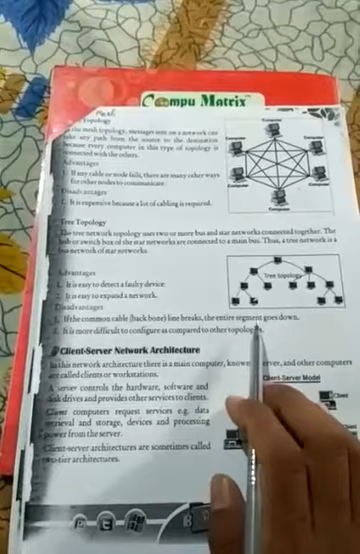 Compu Matrix
Mesh Topology
In the mesh topology, messages sent on a network can
take any path from the source to the destination
because every computer in this type of topology is
connected with the others.
Advantages
1. If any cable or node fails, there are many other ways
for other nodes to communicate.
Disadvantages
1. It is expensive because a lot of cabling is required.
Computer
Computer
Computer
Computer
Computer
Computer
Tree Topology
The tree network topology uses two or more bus and star networks connected together. The
hub or switch box of the star networks are connected to a main bus. Thus, a tree network is a
bus network of star networks.
Advantages
1. It is easy to detect a faulty device.
2. It is easy to expand a network.
Tree topology
Disadvantages
1. If the common cable (back bone) line breaks, the entire segment goes down.
2. It is more difficult to configure as compared to other topologies.
Client-Server Network Architecture
In this network architecture there is a main computer, known server, and other computers
are called clients or workstations.
A server controls the hardware, software and
disk drives and provides other services to clients.
Client computers request services e.g. data
retrieval and storage, devices and processing
power from the server.
Client-server architectures are sometimes called
two-tier architectures.
Client-Server Model
Client
Client